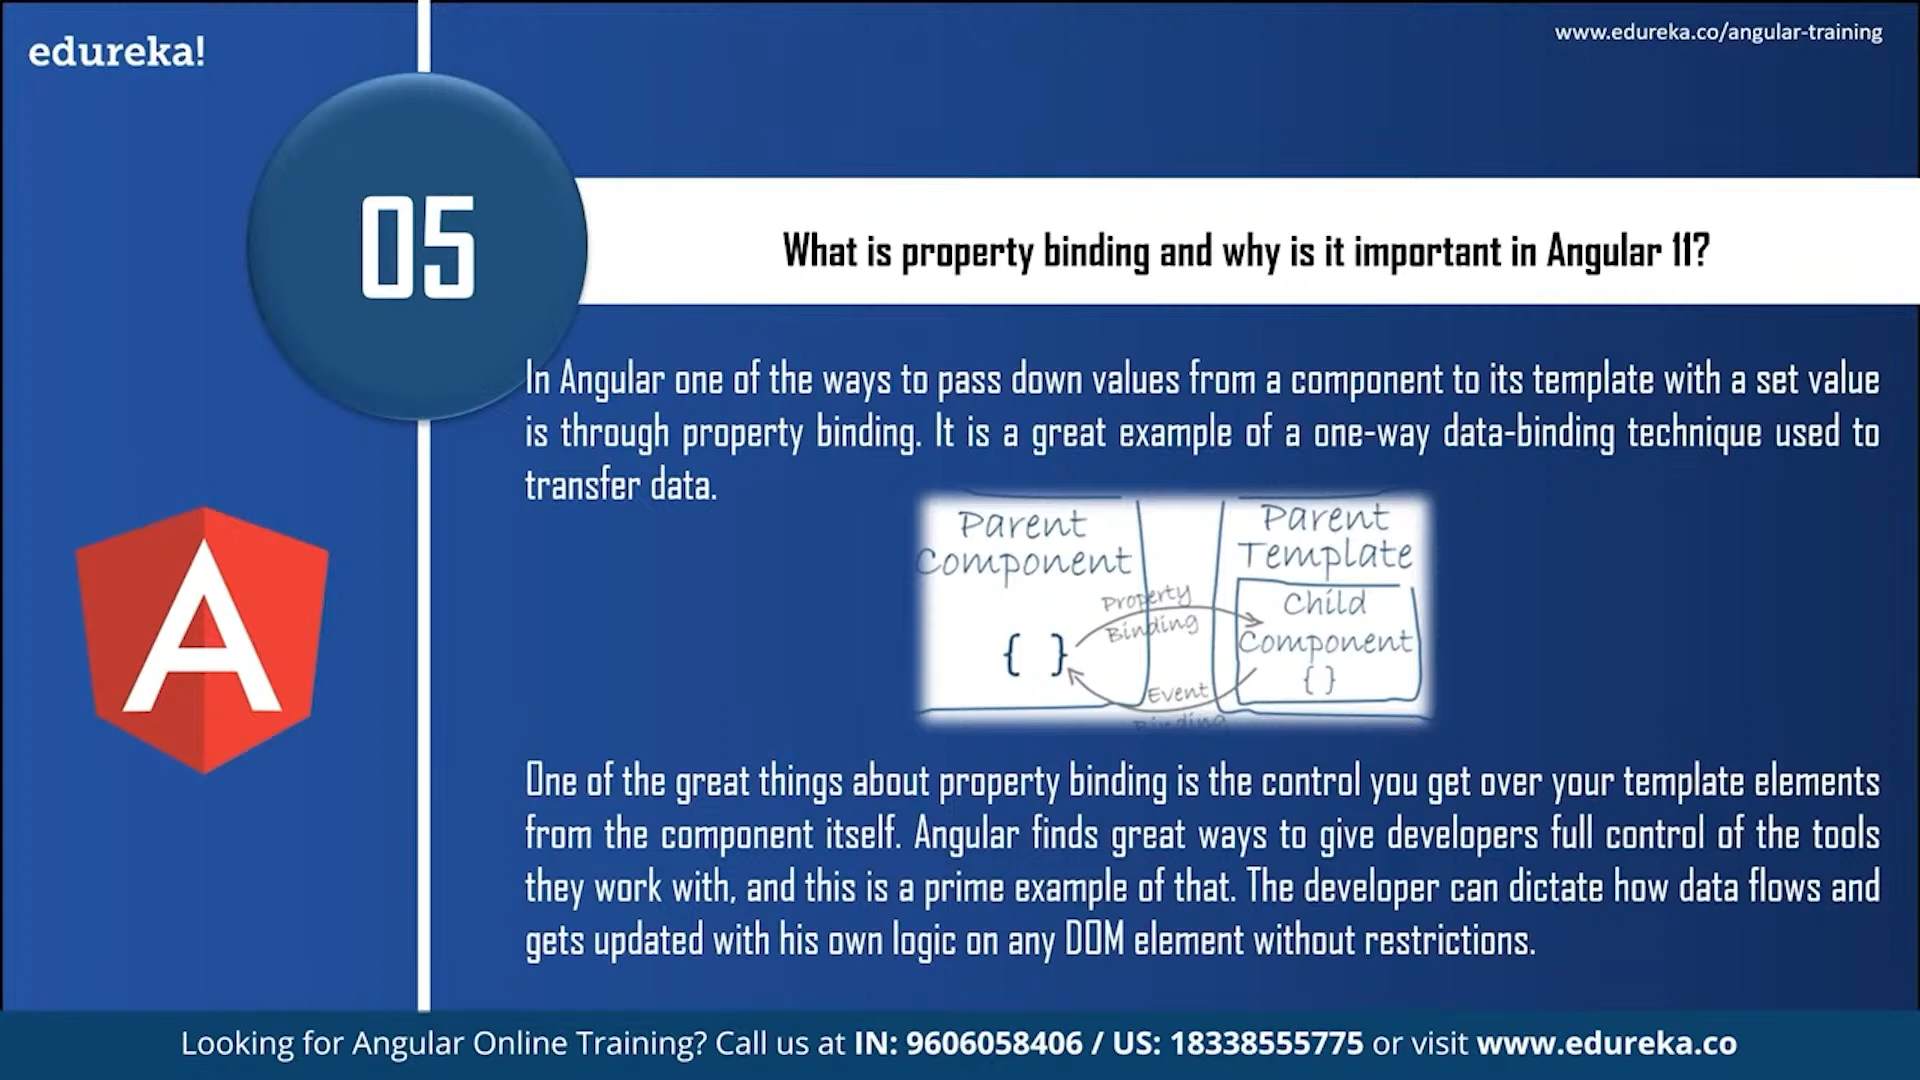 edureka!
www.edureka.co/angular-training
05
What is property binding and why is it important in Angular 11?
In Angular one of the ways to pass down values from a component to its template with a set value
is through property binding. It is a great example of a one-way data-binding technique used to
transfer data.
Parent
Component
{ }
Property
Binding
Event
Binding
Parent
Template
Child
Component
{ }
One of the great things about property binding is the control you get over your template elements
from the component itself. Angular finds great ways to give developers full control of the tools
they work with, and this is a prime example of that. The developer can dictate how data flows and
gets updated with his own logic on any DOM element without restrictions.
Looking for Angular Online Training? Call us at IN: 9606058406 / US: 18338555775 or visit www.edureka.co